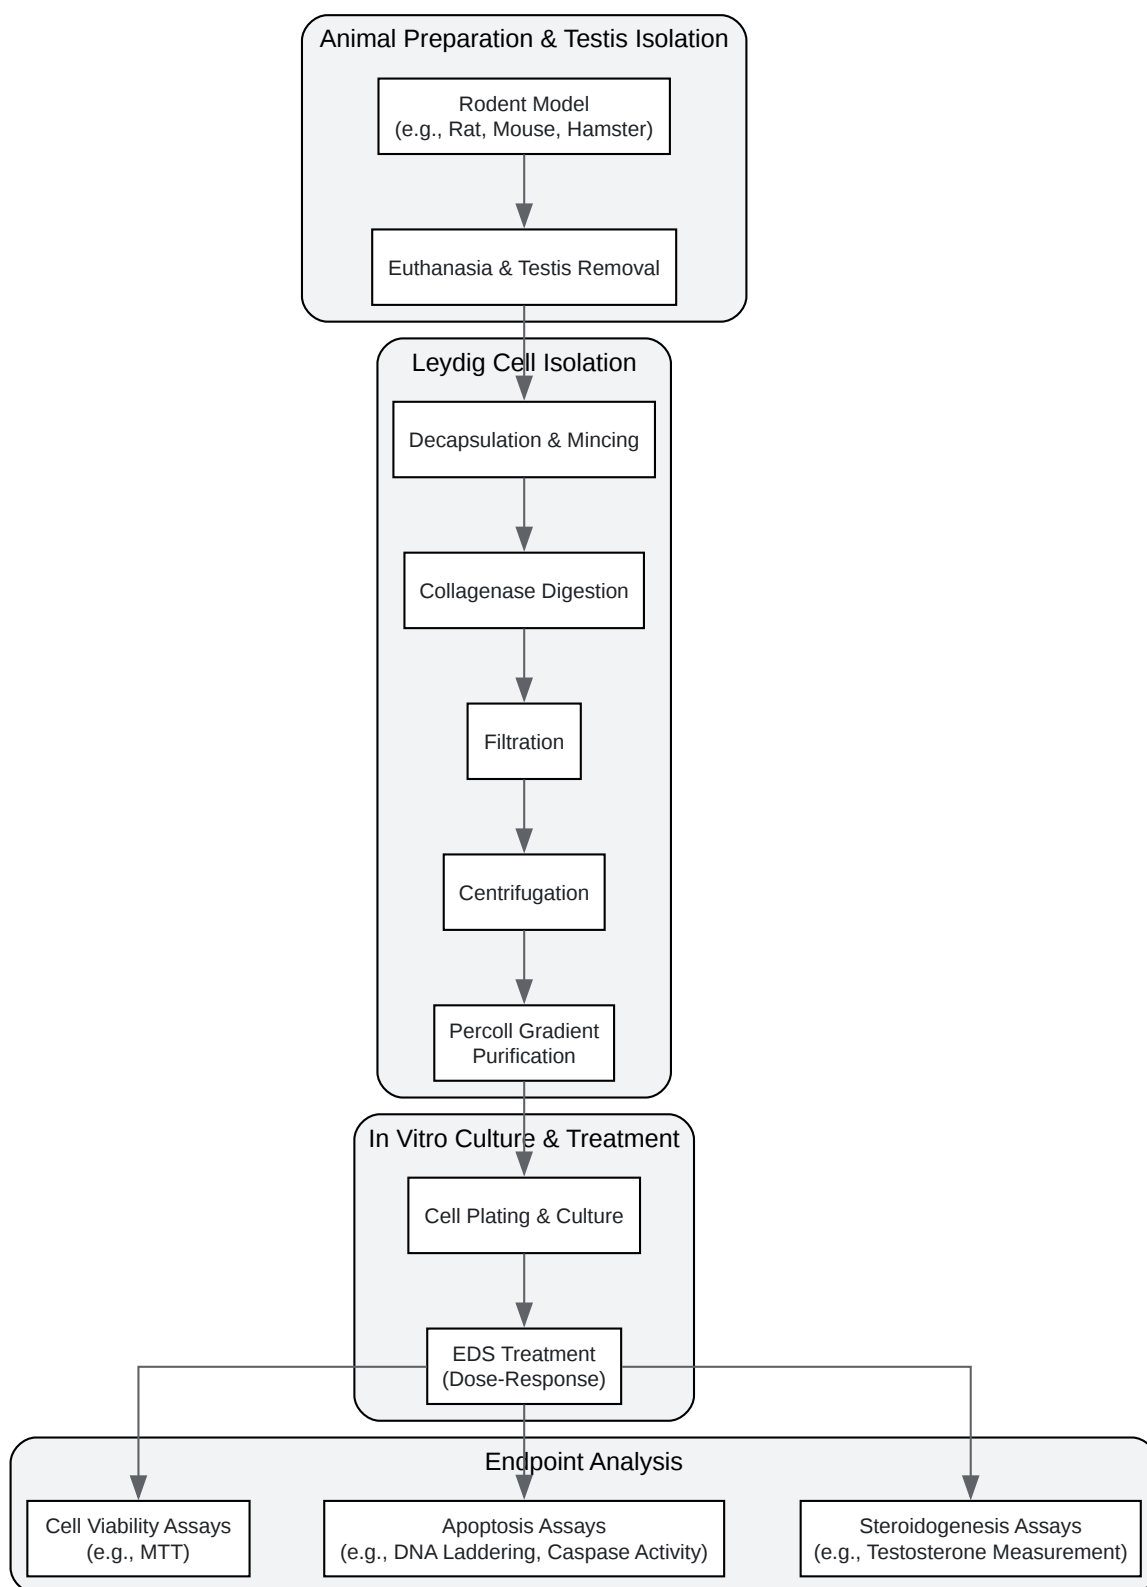 Animal Preparation & Testis Isolation
Rodent Model
(e.g., Rat, Mouse, Hamster)
Euthanasia & Testis Removal
Leydig Cell Isolation
Decapsulation & Mincing
Collagenase Digestion
Filtration
Centrifugation
Percoll Gradient
Purification
In Vitro Culture & Treatment
Cell Plating & Culture
EDS Treatment
(Dose-Response)
Endpoint Analysis
Cell Viability Assays
(e.g., MTT)
Apoptosis Assays
(e.g., DNA Laddering, Caspase Activity)
Steroidogenesis Assays
(e.g., Testosterone Measurement)